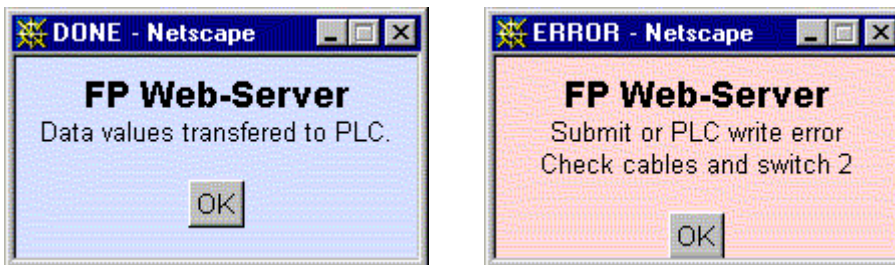 DONE - Netscape
FP Web-Server
Data values transfered to PLC.
OK
ERROR - Netscape
FP Web-Server
Submit or PLC write error
Check cables and switch 2
OK